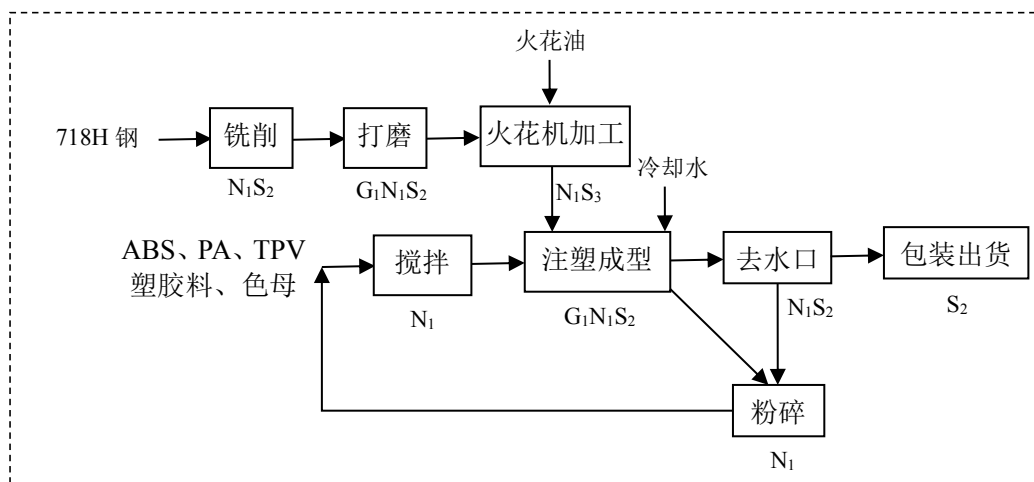 火花油
718H 钢
铣削
打磨
火花机加工
N₁S₂
G₁N₁S₂
N₁S₃
冷却水
ABS、PA、TPV
塑胶料、色母
搅拌
注塑成型
去水口
包装出货
N₁
G₁N₁S₂
N₁S₂
S₂
粉碎
N₁